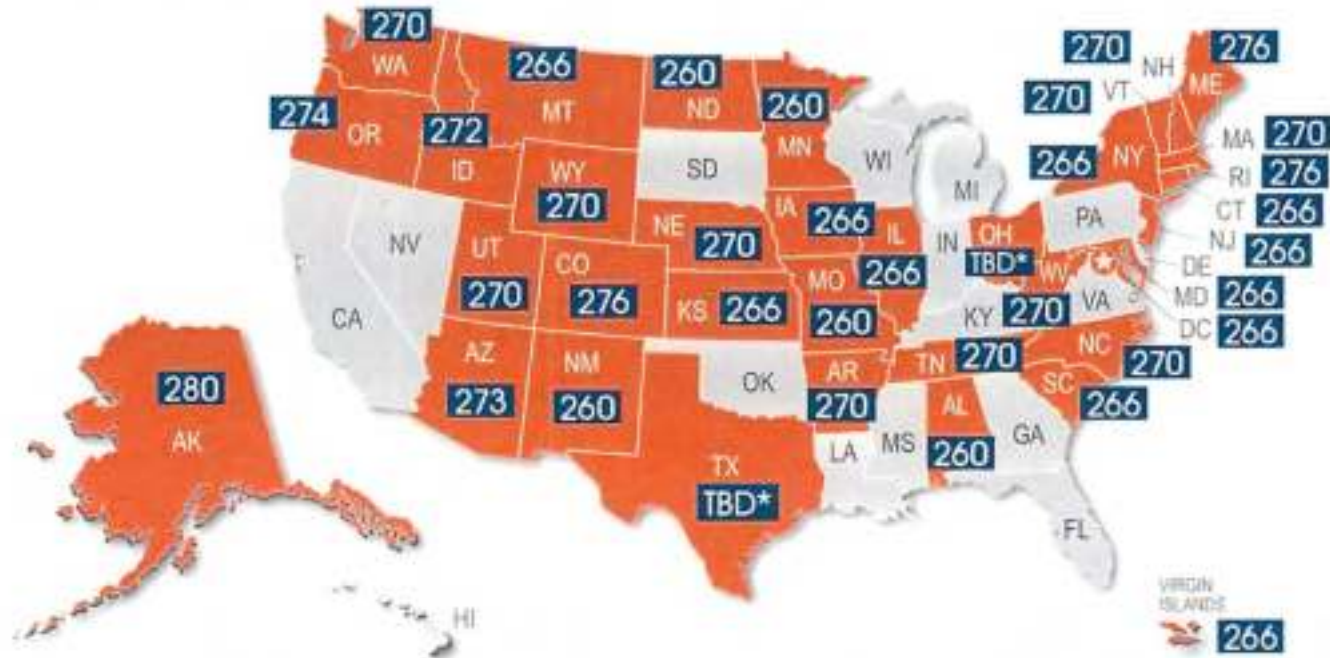 270
WA
274
OR
272
ID
266
MT
260
ND
260
MN
SD
WY
270
NE
270
IA
266
WI
MI
IL
266
IN
OH
TBD*
PA
NV
CA
UT
270
CO
276
KS
266
MO
260
WV
KY
270
VA
AZ
273
NM
260
OK
AR
270
TN
270
NC
270
SC
266
TX
TBD*
LA
MS
AL
260
GA
FL
280
AK
HI
270
NH
276
ME
270
VT
266
NY
MA 270
RI 276
CT 266
NJ 266
DE
MD 266
DC 266
VIRGIN
ISLANDS
266